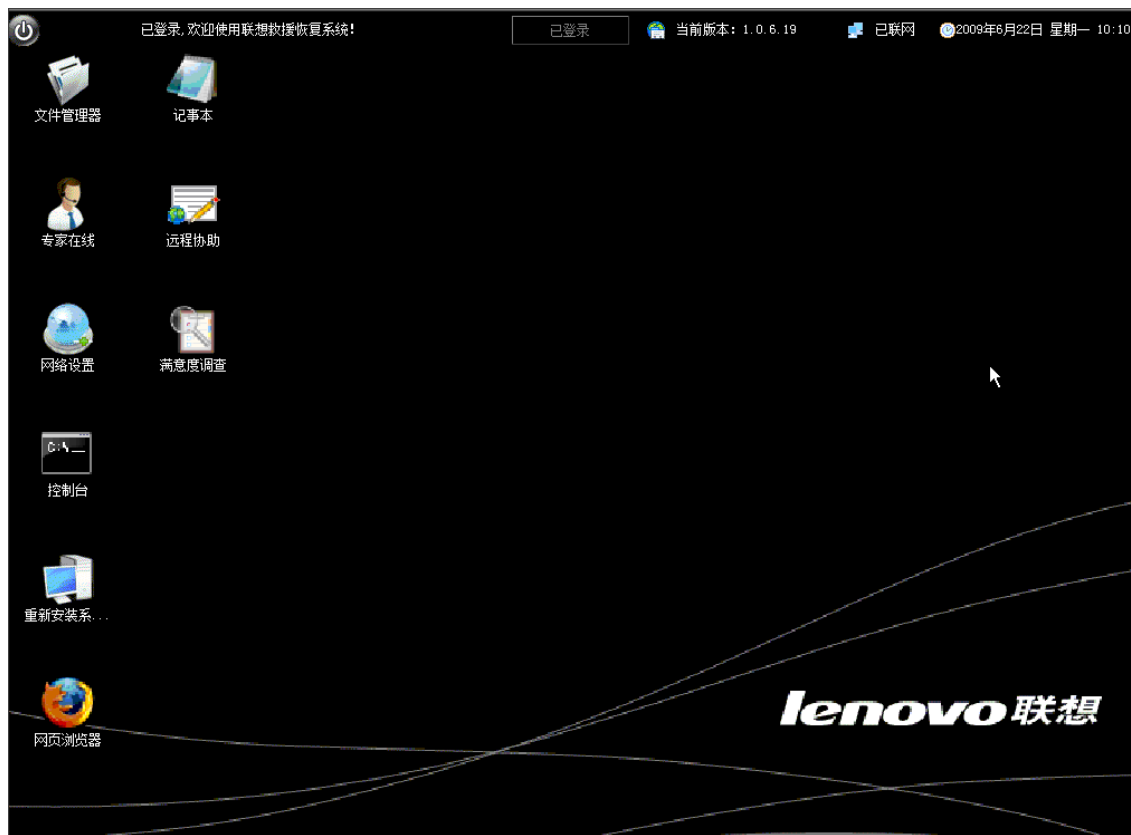 已登录,欢迎使用联想救援恢复系统!
已登录
当前版本: 1.0.6.19
已联网
2009年6月22日 星期一 10:10
文件管理器
记事本
专家在线
远程协助
网络设置
满意度调查
C:\_
控制台
重新安装系...
网页浏览器
lenovo联想